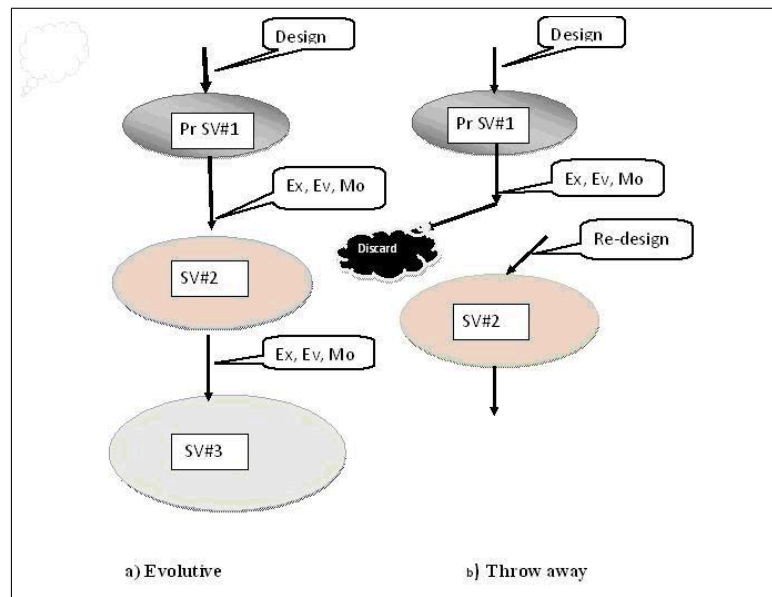 Design
Pr SV#1
Ex, Ev, Mo
SV#2
Ex, Ev, Mo
SV#3
a) Evolutive
Design
Pr SV#1
Ex, Ev, Mo
Discard
Re-design
SV#2
b) Throw away